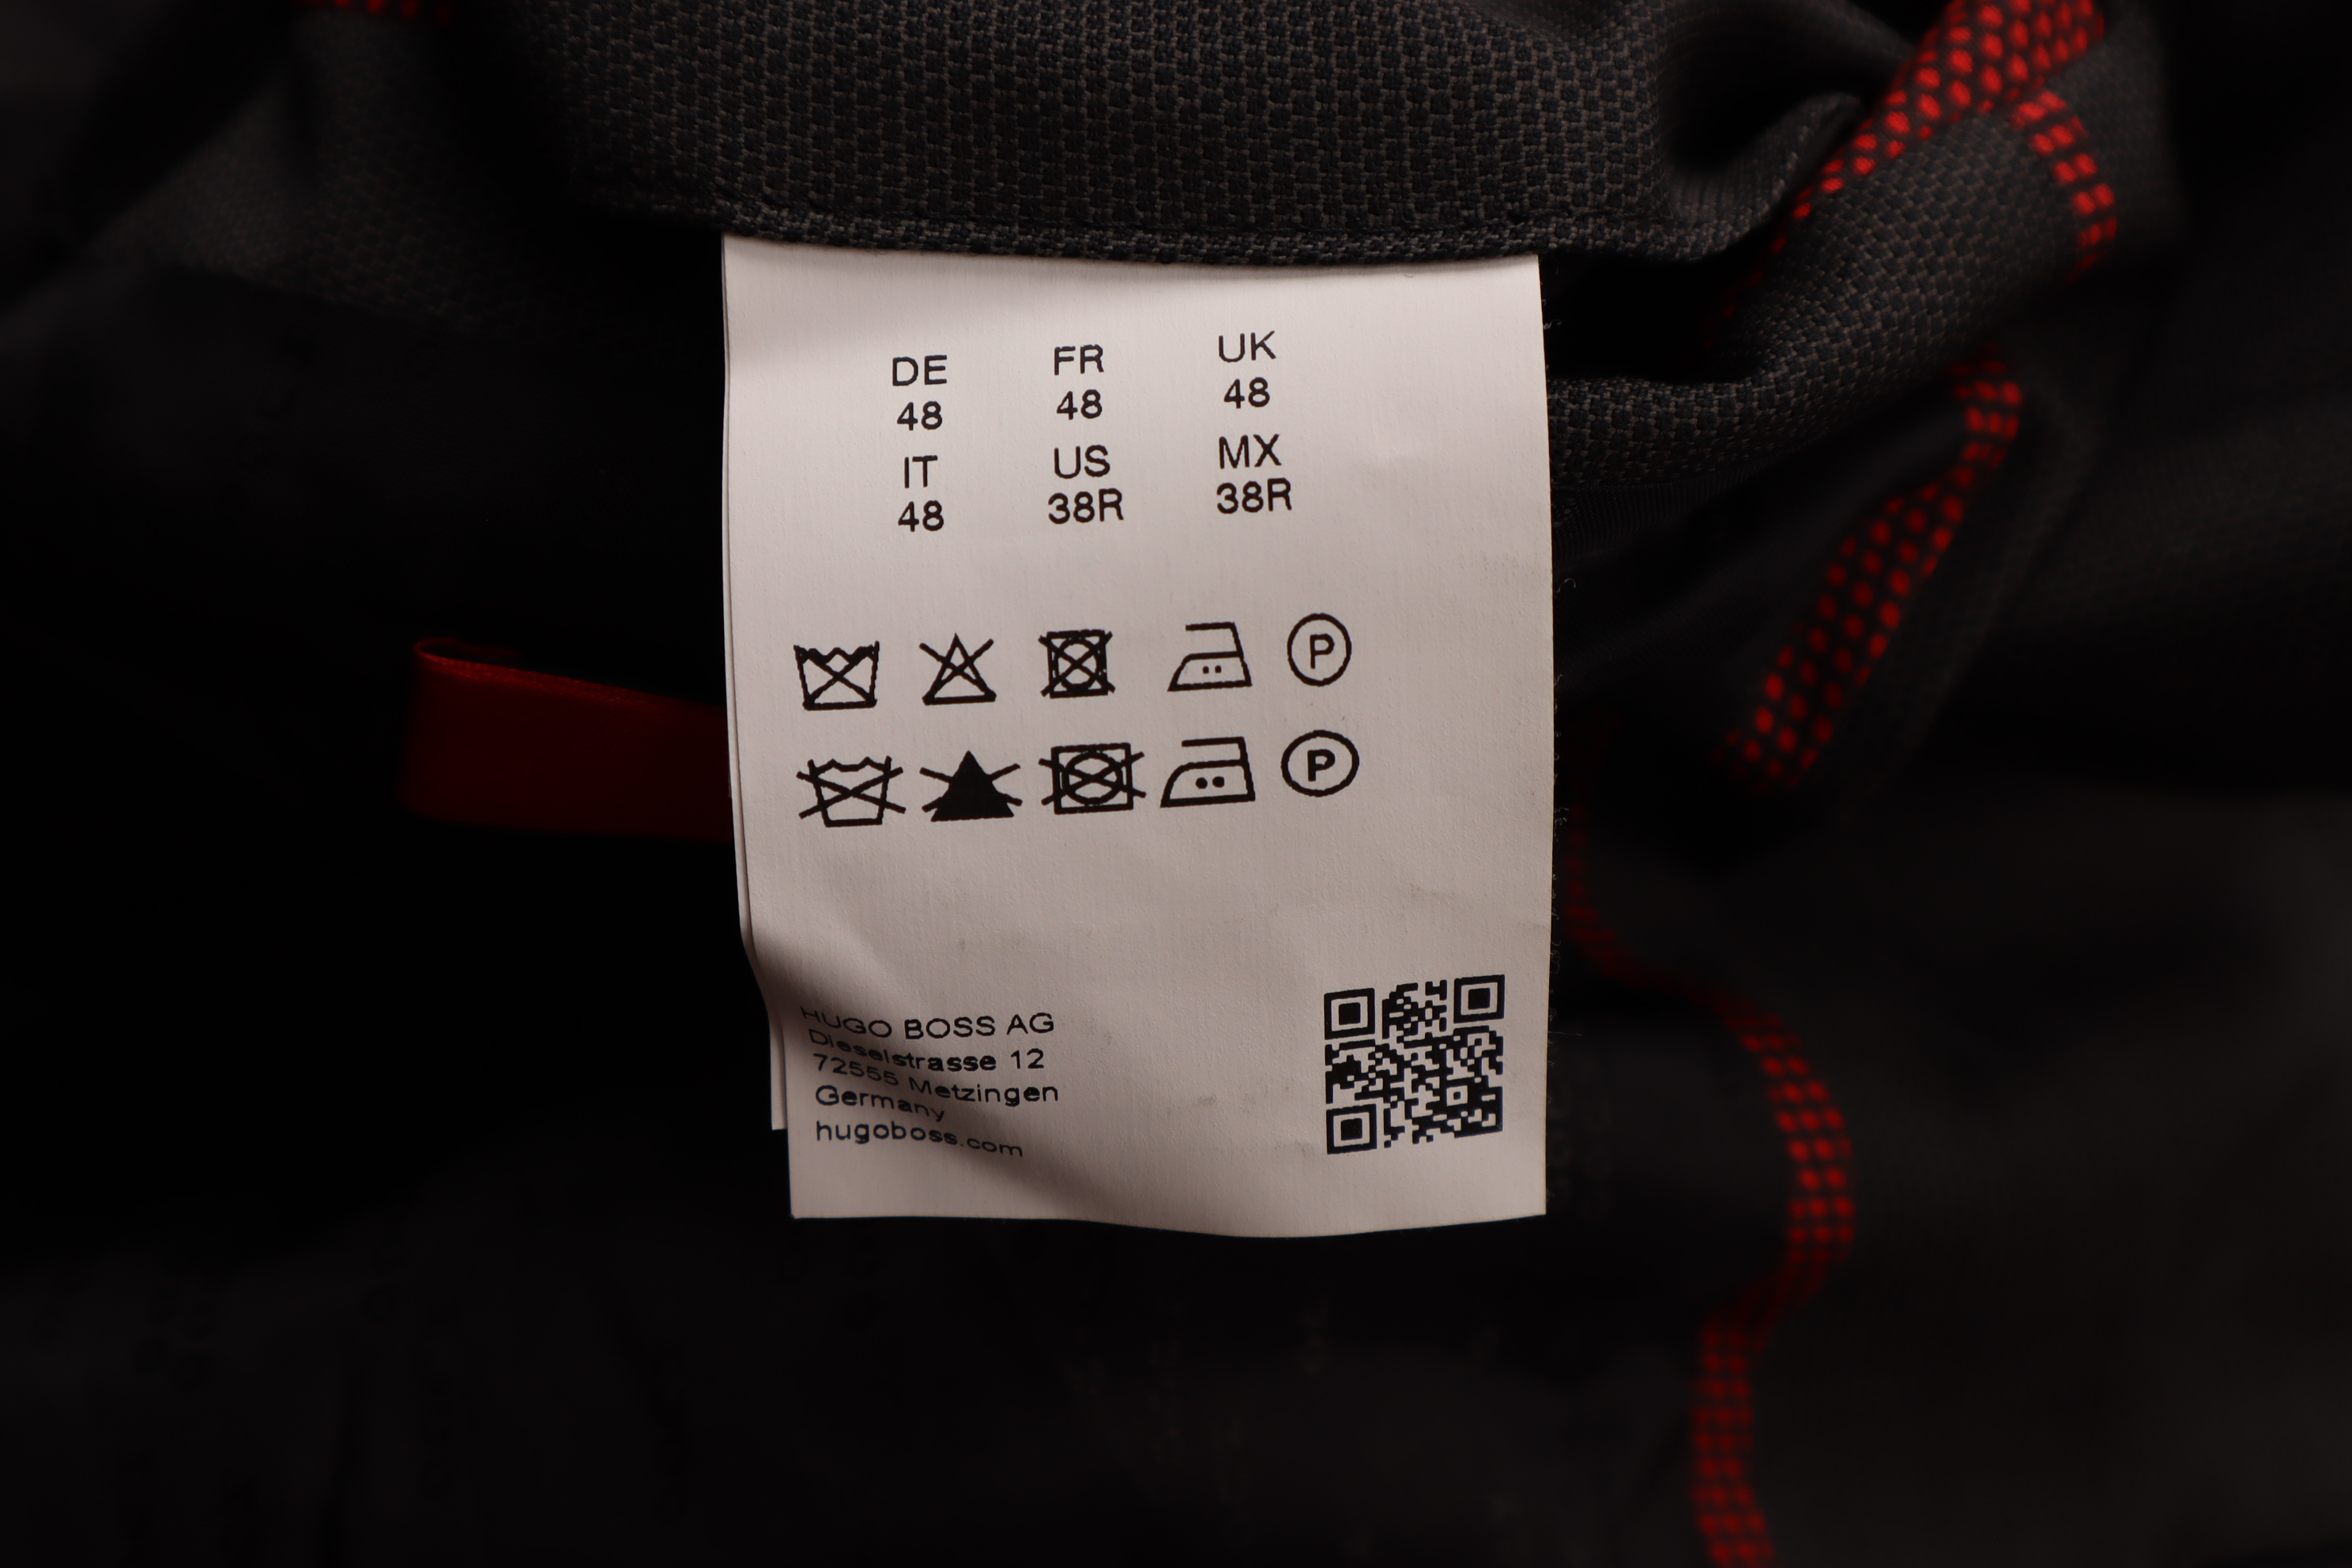 DE FR UK
48 48 48
IT US MX
48 38R 38R
P
P
HUGO BOSS AG
Dieselstrasse 12
72555 Metzingen
Germany
hugoboss.com